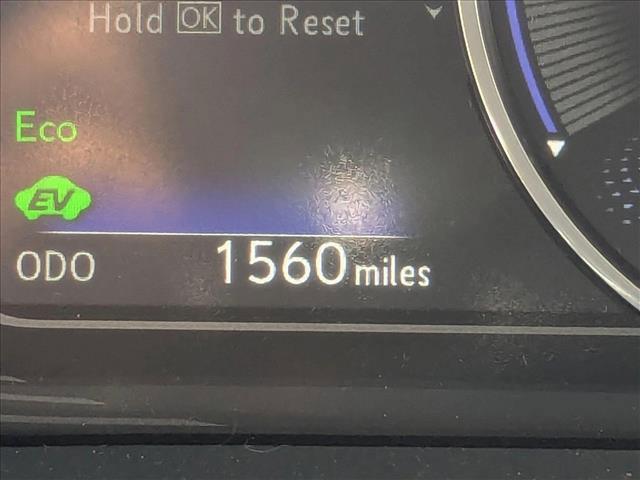 Hold OK to Reset
Eco
EV
ODO 1560 miles